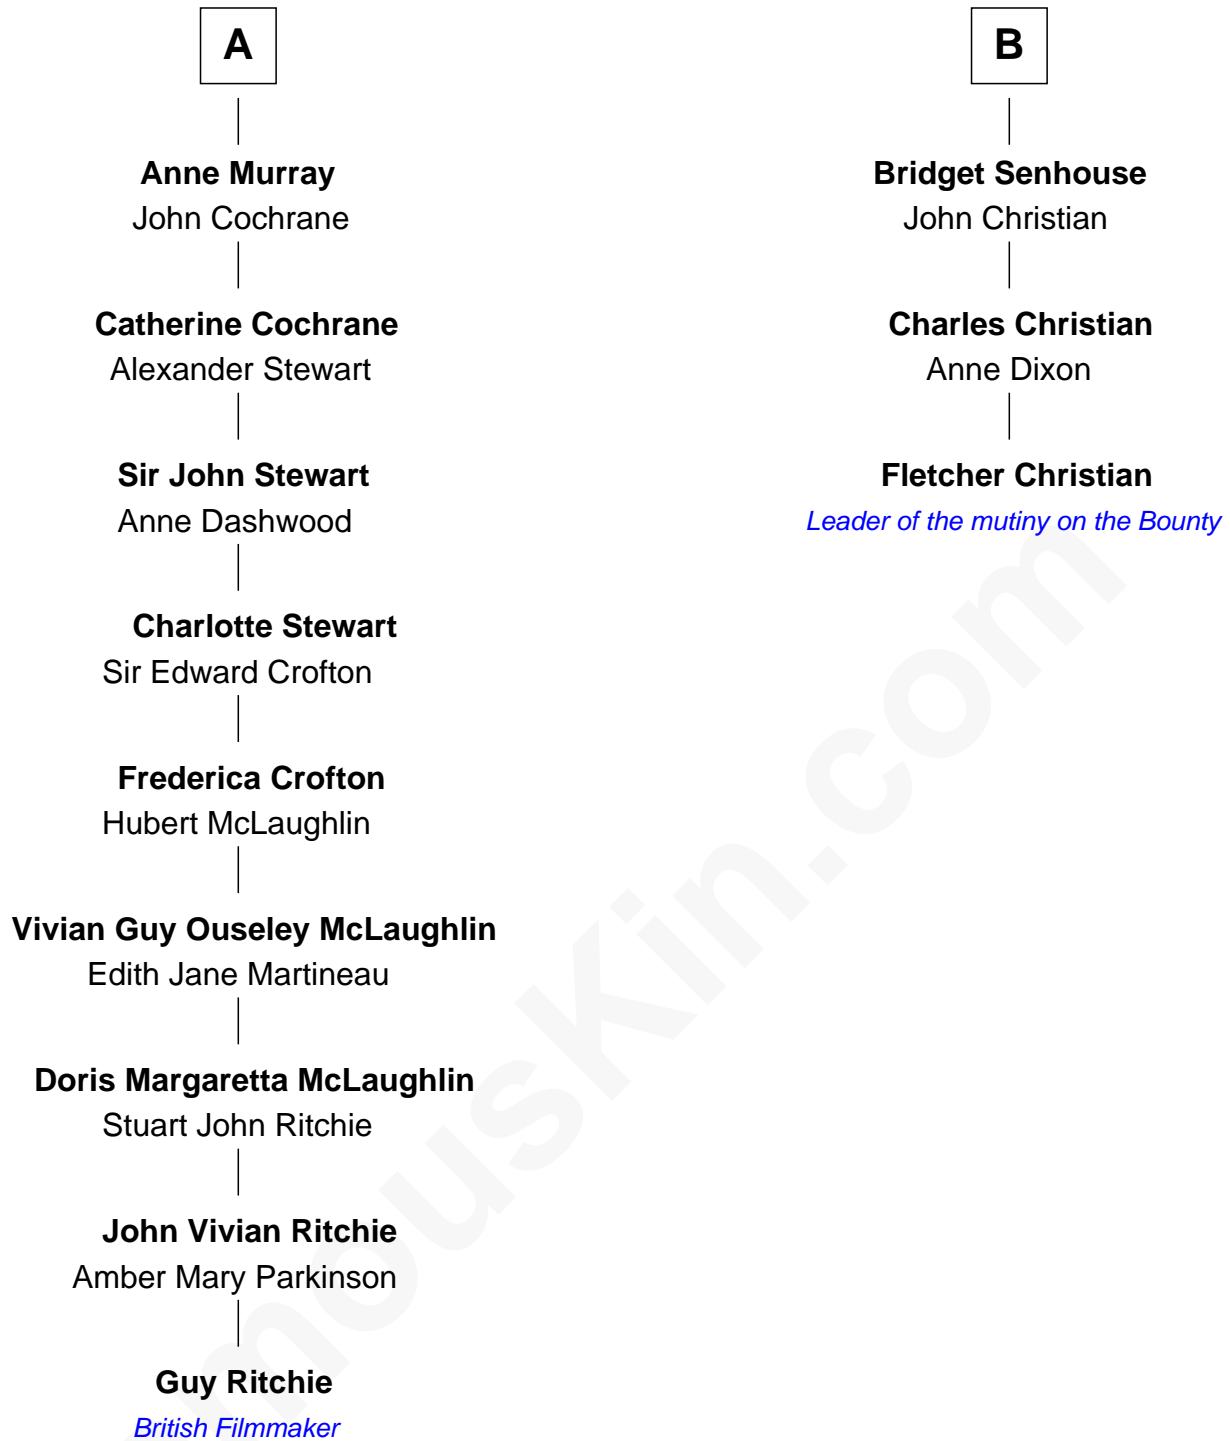 A
Anne Murray
John Cochrane
Catherine Cochrane
Alexander Stewart
Sir John Stewart
Anne Dashwood
Charlotte Stewart
Sir Edward Crofton
Frederica Crofton
Hubert McLaughlin
Vivian Guy Ouseley McLaughlin
Edith Jane Martineau
Doris Margaretta McLaughlin
Stuart John Ritchie
John Vivian Ritchie
Amber Mary Parkinson
Guy Ritchie
British Filmmaker
B
Bridget Senhouse
John Christian
Charles Christian
Anne Dixon
Fletcher Christian
Leader of the mutiny on the Bounty
mouskin.com